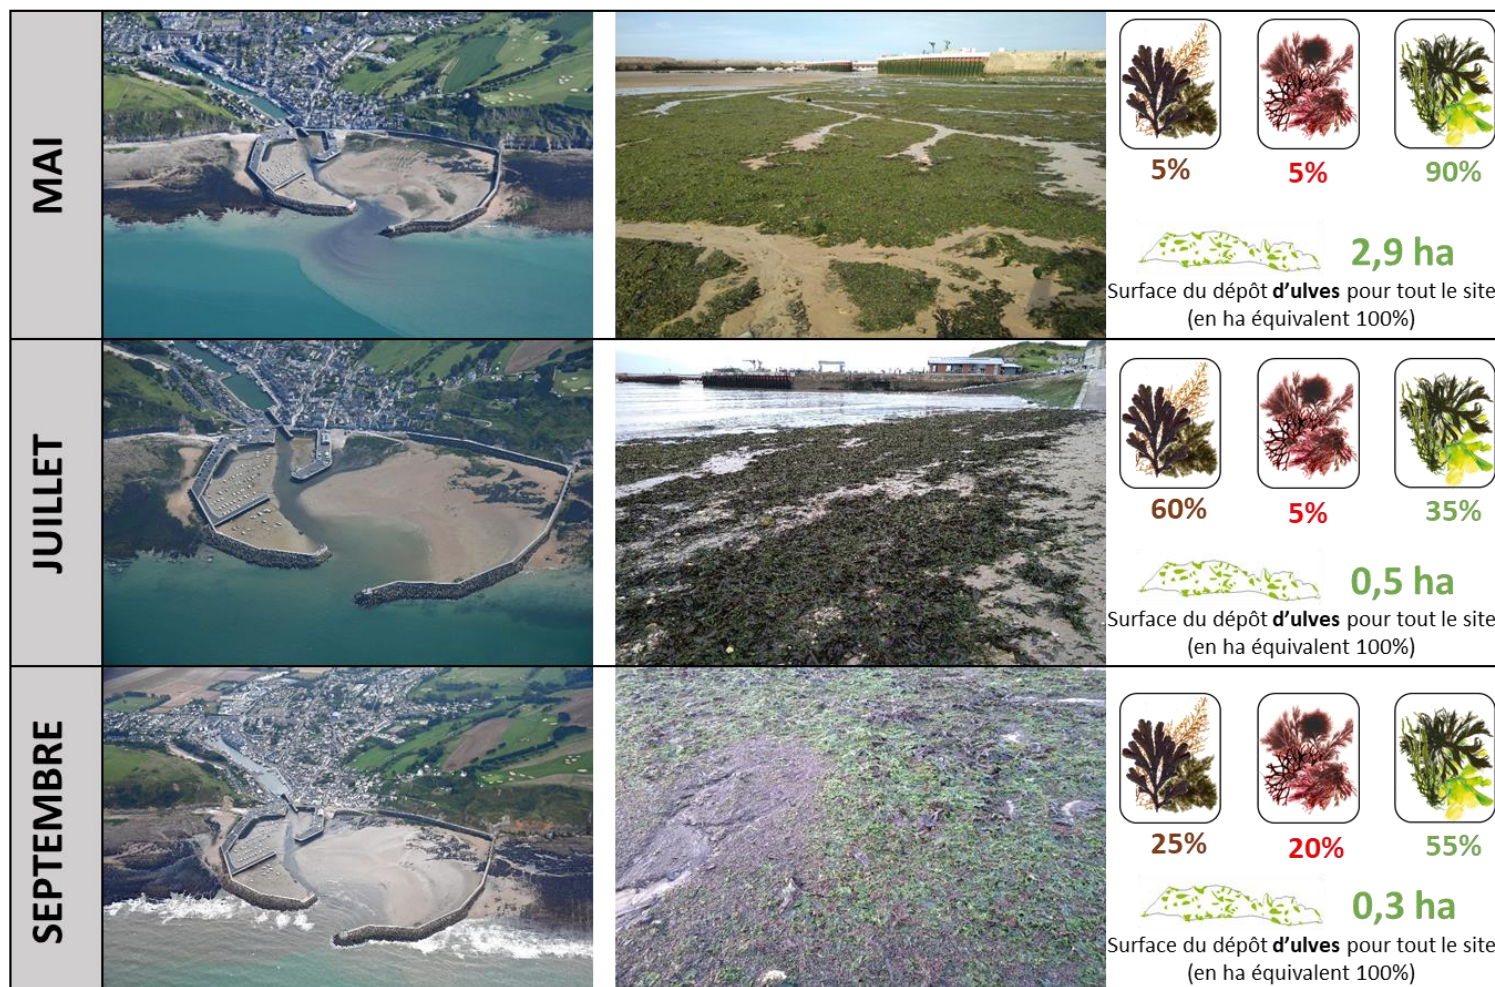 MAI
5%
5%
90%
2,9 ha
Surface du dépôt d'ulves pour tout le site
(en ha équivalent 100%)
JUILLET
60%
5%
35%
0,5 ha
Surface du dépôt d'ulves pour tout le site
(en ha équivalent 100%)
SEPTEMBRE
25%
20%
55%
0,3 ha
Surface du dépôt d'ulves pour tout le site
(en ha équivalent 100%)